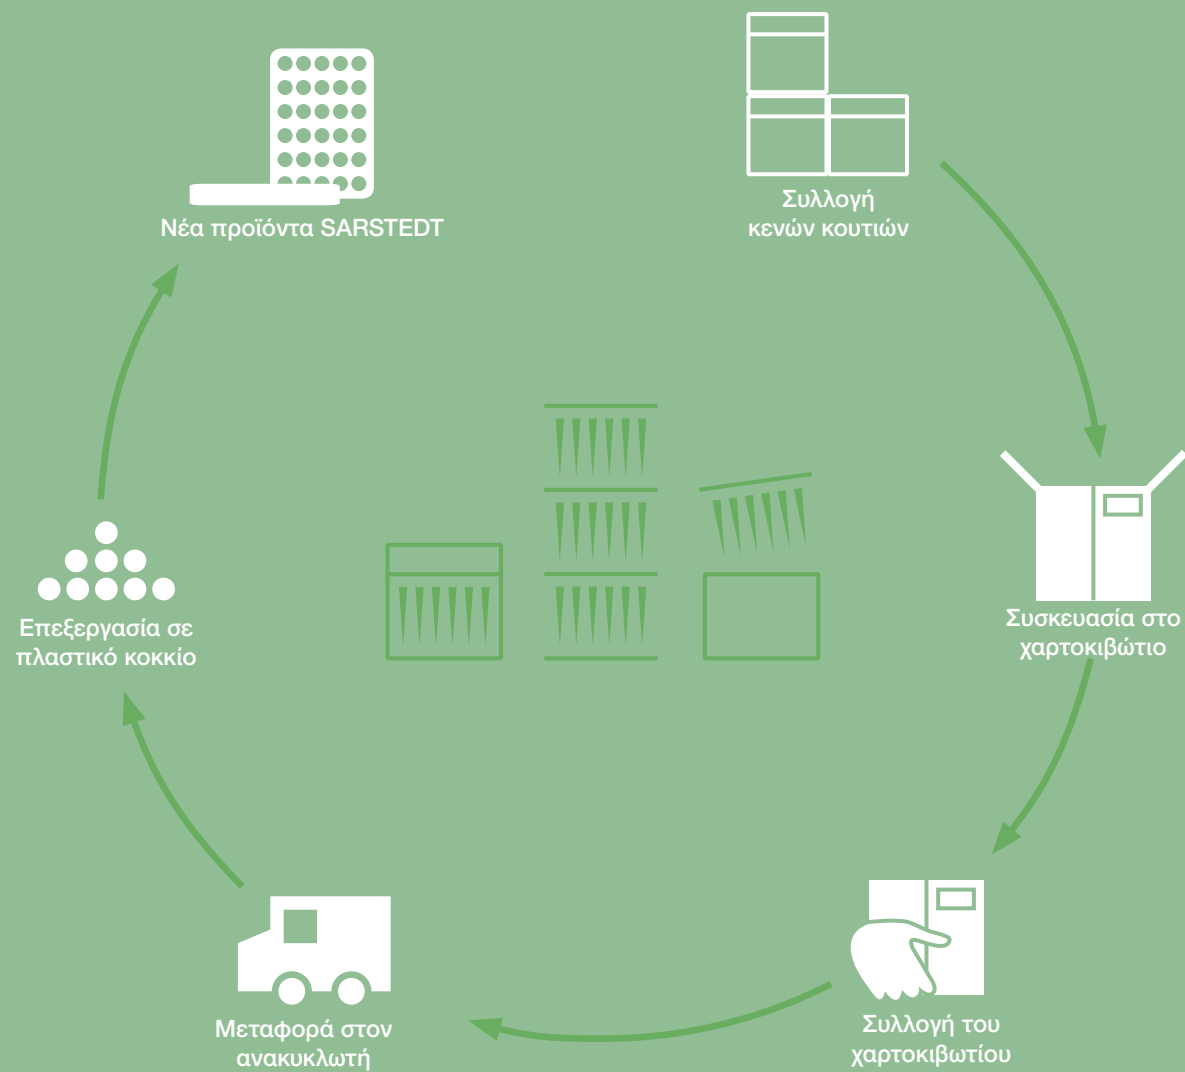 Νέα προϊόντα SARSTEDT
Συλλογή
κενών κουτιών
Συσκευασία στο
χαρτοκιβώτιο
Συλλογή του
χαρτοκιβωτίου
Μεταφορά στον
ανακυκλωτή
Επεξεργασία σε
πλαστικό κοκκίο